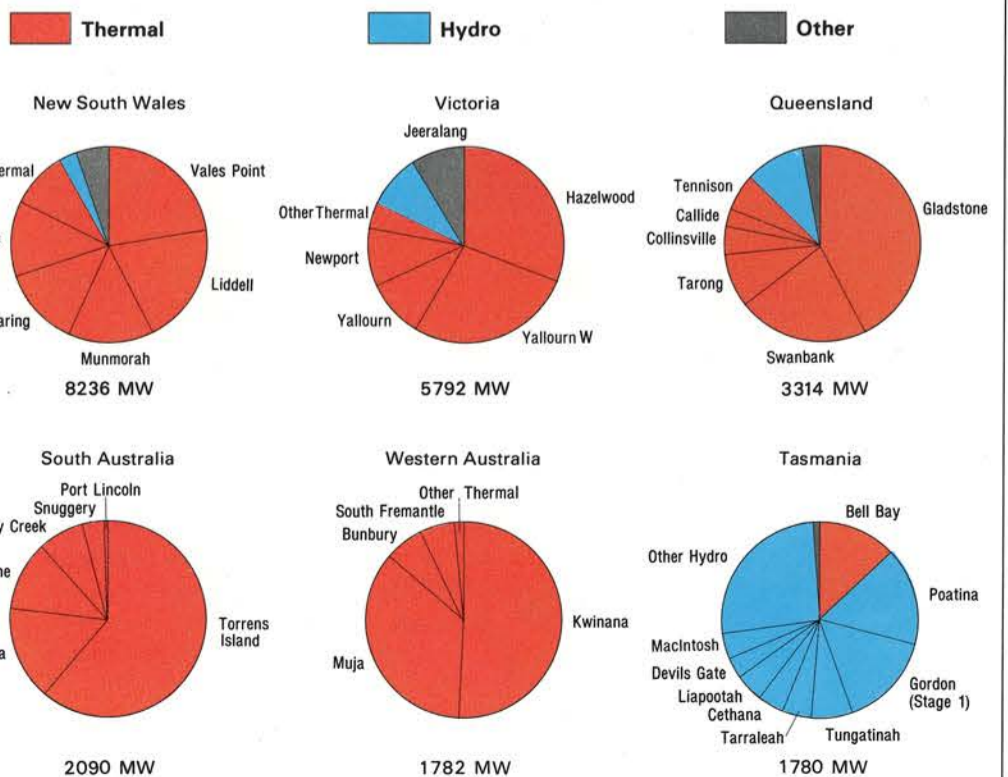 Thermal
Hydro
Other
New South Wales
Vales Point
Liddell
Munmorah
8236 MW
Victoria
Jeeralang
Hazelwood
Other Thermal
Newport
Yallourn
Yallourn W
5792 MW
Queensland
Tennison
Callide
Collinsville
Tarong
Gladstone
Swanbank
3314 MW
South Australia
Port Lincoln
Snuggery
Creek
Torrens
Island
2090 MW
Western Australia
Other Thermal
South Fremantle
Bunbury
Muja
Kwinana
1782 MW
Tasmania
Bell Bay
Other Hydro
Poatina
MacIntosh
Devils Gate
Liapootah
Cethana
Tarraleah
Tungatinah
Gordon
(Stage 1)
1780 MW